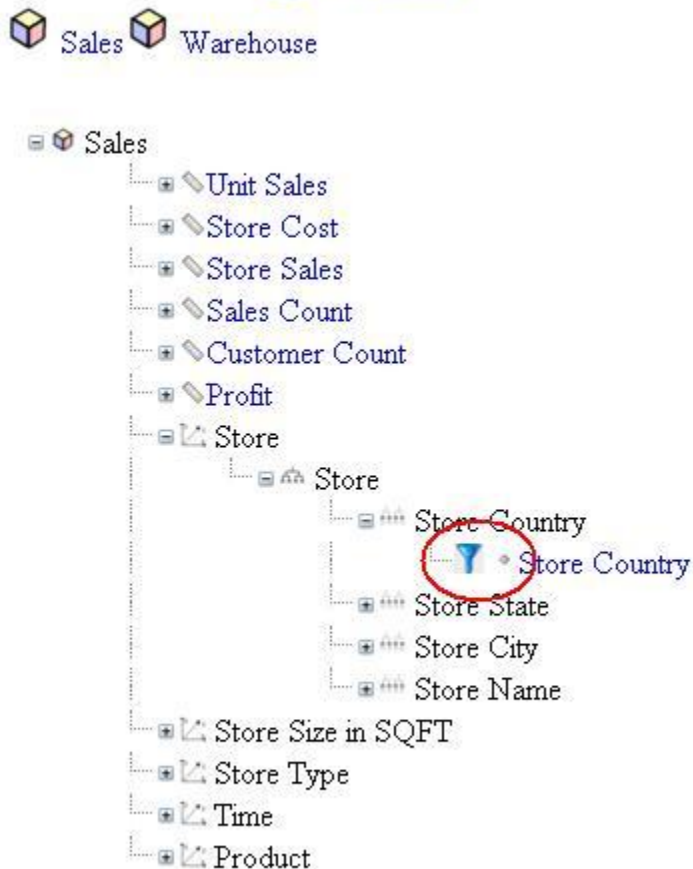 Sales Warehouse
Sales
Unit Sales
Store Cost
Store Sales
Sales Count
Customer Count
Profit
Store
Store
Store Country
Store Country
Store State
Store City
Store Name
Store Size in SQFT
Store Type
Time
Product